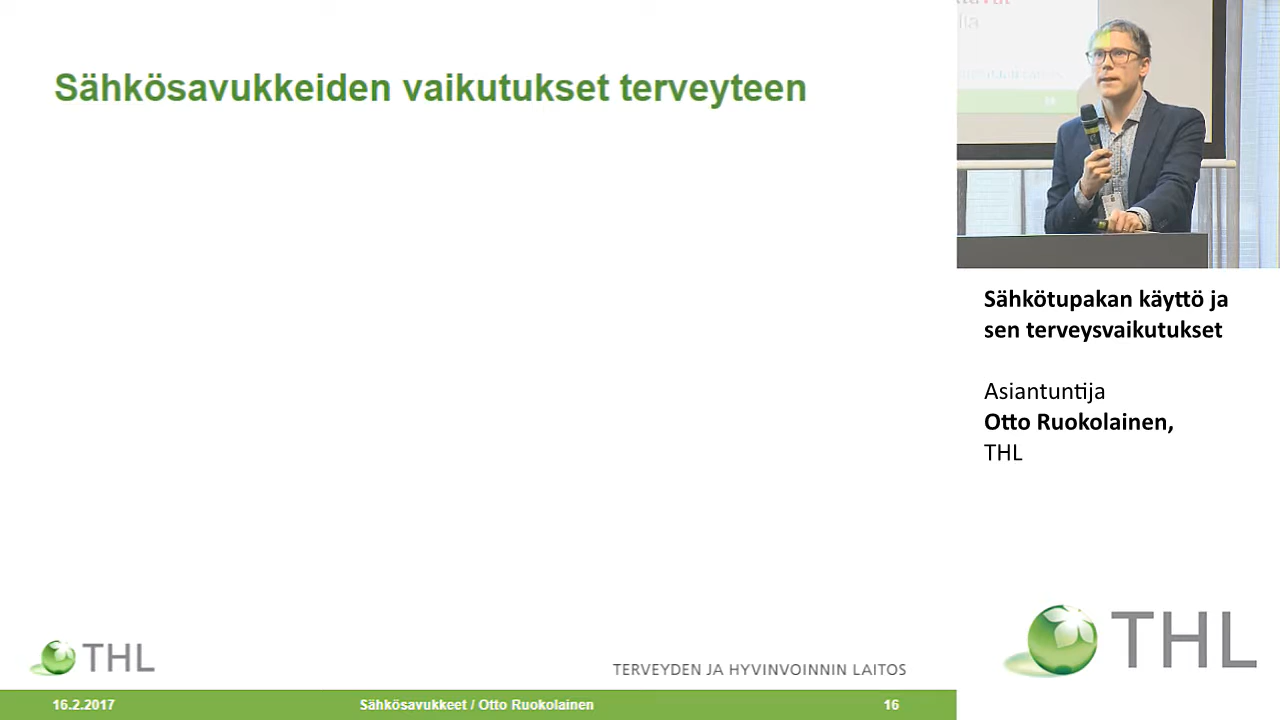 Sähkösavukkeiden vaikutukset terveyteen
Sähkötupakan käyttö ja
sen terveysvaikutukset
Asiantuntija
Otto Ruokolainen,
THL
THL
TERVEYDEN JA HYVINVOINNIN LAITOS
THL
16.2.2017
Sähkösavukkeet / Otto Ruokolainen
16